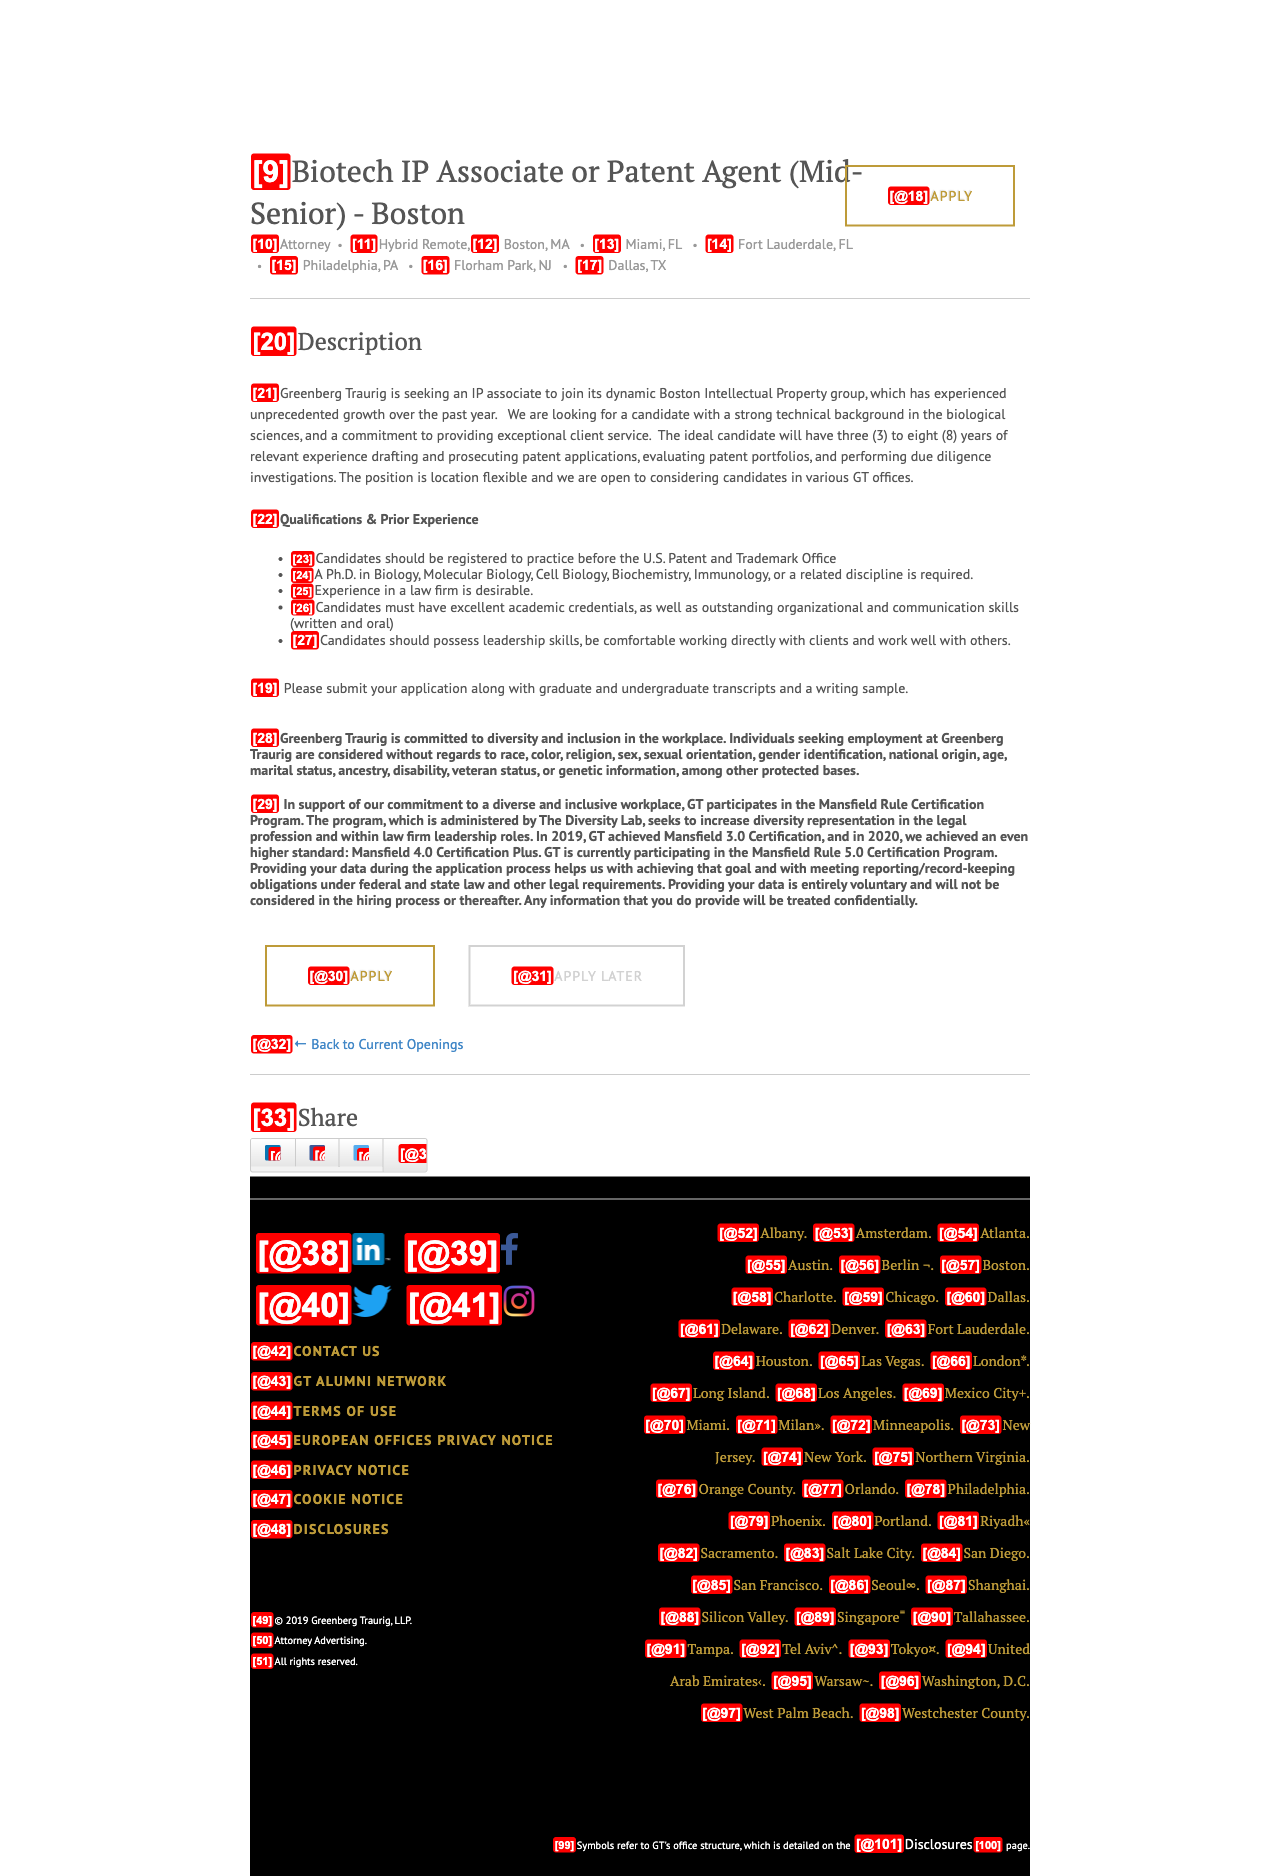 [9]Biotech IP Associate or Patent Agent (Mid-
Senior) - Boston
[@18]APPLY
[10]Attorney • [11]Hybrid Remote,[12] Boston, MA • [13] Miami, FL • [14] Fort Lauderdale, FL
• [15] Philadelphia, PA • [16] Florham Park, NJ • [17] Dallas, TX
[20]Description
[21]Greenberg Traurig is seeking an IP associate to join its dynamic Boston Intellectual Property group, which has experienced
unprecedented growth over the past year. We are looking for a candidate with a strong technical background in the biological
sciences, and a commitment to providing exceptional client service. The ideal candidate will have three (3) to eight (8) years of
relevant experience drafting and prosecuting patent applications, evaluating patent portfolios, and performing due diligence
investigations. The position is location flexible and we are open to considering candidates in various GT offices.
[22]Qualifications & Prior Experience
• [23]Candidates should be registered to practice before the U.S. Patent and Trademark Office
• [24]A Ph.D. in Biology, Molecular Biology, Cell Biology, Biochemistry, Immunology, or a related discipline is required.
• [25]Experience in a law firm is desirable.
• [26]Candidates must have excellent academic credentials, as well as outstanding organizational and communication skills
(written and oral)
• [27]Candidates should possess leadership skills, be comfortable working directly with clients and work well with others.
[19] Please submit your application along with graduate and undergraduate transcripts and a writing sample.
[28]Greenberg Traurig is committed to diversity and inclusion in the workplace. Individuals seeking employment at Greenberg
Traurig are considered without regards to race, color, religion, sex, sexual orientation, gender identification, national origin, age,
marital status, ancestry, disability, veteran status, or genetic information, among other protected bases.
[29] In support of our commitment to a diverse and inclusive workplace, GT participates in the Mansfield Rule Certification
Program. The program, which is administered by The Diversity Lab, seeks to increase diversity representation in the legal
profession and within law firm leadership roles. In 2019, GT achieved Mansfield 3.0 Certification, and in 2020, we achieved an even
higher standard: Mansfield 4.0 Certification Plus. GT is currently participating in the Mansfield Rule 5.0 Certification Program.
Providing your data during the application process helps us with achieving that goal and with meeting reporting/record-keeping
obligations under federal and state law and other legal requirements. Providing your data is entirely voluntary and will not be
considered in the hiring process or thereafter. Any information that you do provide will be treated confidentially.
[@30]APPLY [@31]APPLY LATER
[@32]← Back to Current Openings
[33]Share
[@3
[@38] in [@39]
[@40] [@41]
[@42]CONTACT US
[@43]GT ALUMNI NETWORK
[@44]TERMS OF USE
[@45]EUROPEAN OFFICES PRIVACY NOTICE
[@46]PRIVACY NOTICE
[@47]COOKIE NOTICE
[@48]DISCLOSURES
[49]© 2019 Greenberg Traurig, LLP.
[50]Attorney Advertising.
[51]All rights reserved.
[@52]Albany. [@53]Amsterdam. [@54]Atlanta.
[@55]Austin. [@56]Berlin ¬. [@57]Boston.
[@58]Charlotte. [@59]Chicago. [@60]Dallas.
[@61]Delaware. [@62]Denver. [@63]Fort Lauderdale.
[@64]Houston. [@65]Las Vegas. [@66]London*.
[@67]Long Island. [@68]Los Angeles. [@69]Mexico City+.
[@70]Miami. [@71]Milan». [@72]Minneapolis. [@73]New
Jersey. [@74]New York. [@75]Northern Virginia.
[@76]Orange County. [@77]Orlando. [@78]Philadelphia.
[@79]Phoenix. [@80]Portland. [@81]Riyadh«
[@82]Sacramento. [@83]Salt Lake City. [@84]San Diego.
[@85]San Francisco. [@86]Seoul∞. [@87]Shanghai.
[@88]Silicon Valley. [@89]Singapore⁼ [@90]Tallahassee.
[@91]Tampa. [@92]Tel Aviv^. [@93]Tokyo¤. [@94]United
Arab Emirates‹. [@95]Warsaw~. [@96]Washington, D.C.
[@97]West Palm Beach. [@98]Westchester County.
[99]Symbols refer to GT's office structure, which is detailed on the [@101]Disclosures[100] page.